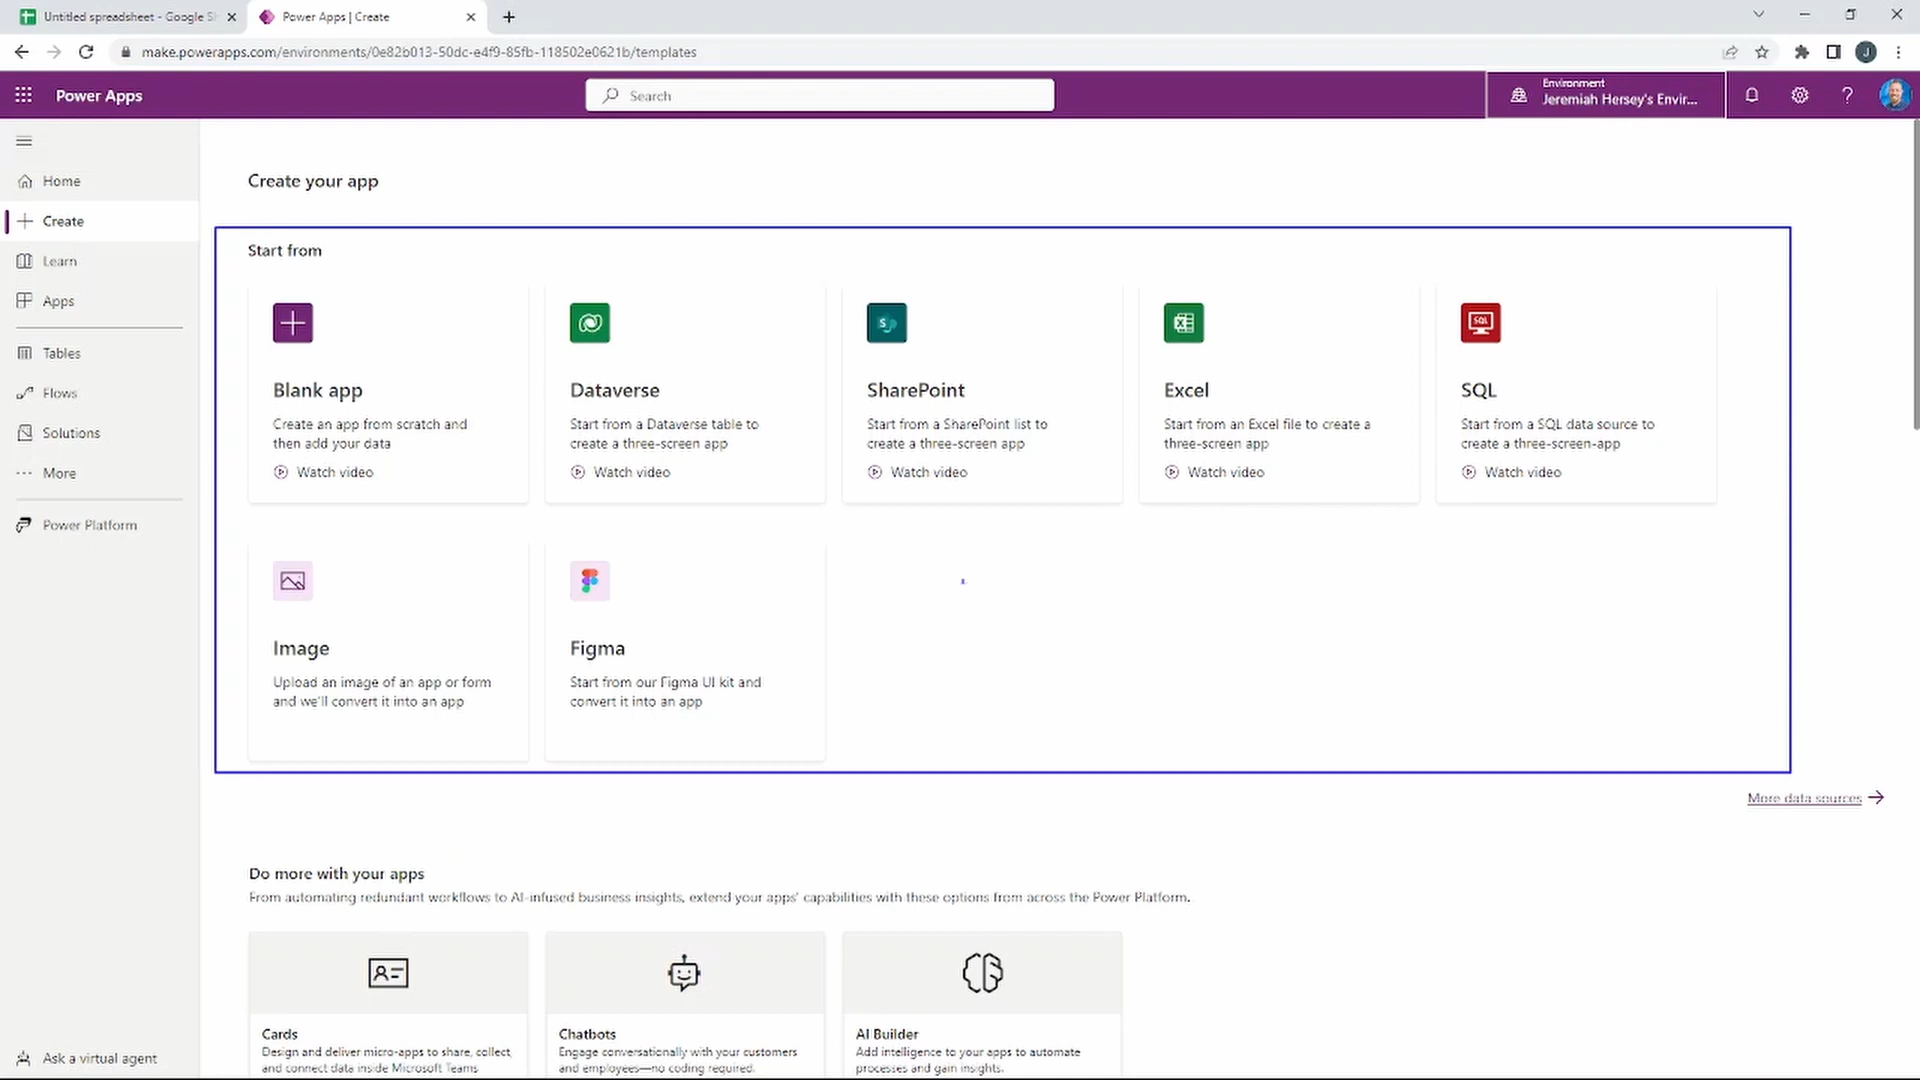 Untitled spreadsheet - Google S
Power Apps | Create
make.powerapps.com/environments/0e82b013-50dc-e4f9-85fb-118502e0621b/templates
J
Power Apps
Search
Environment
Jeremiah Hersey's Envir...
Home
Create
Learn
Apps
Tables
Flows
Solutions
More
Power Platform
Ask a virtual agent
Create your app
Start from
Blank app
Create an app from scratch and
then add your data
Watch video
Dataverse
Start from a Dataverse table to
create a three-screen app
Watch video
S
SharePoint
Start from a SharePoint list to
create a three-screen app
Watch video
X
Excel
Start from an Excel file to create a
three-screen app
Watch video
SQL
SQL
Start from a SQL data source to
create a three-screen-app
Watch video
Image
Upload an image of an app or form
and we'll convert it into an app
Figma
Start from our Figma UI kit and
convert it into an app
More data sources
Do more with your apps
From automating redundant workflows to AI-infused business insights, extend your apps' capabilities with these options from across the Power Platform.
Cards
Design and deliver micro-apps to share, collect,
and connect data inside Microsoft Teams
Chatbots
Engage conversationally with your customers
and employees—no coding required.
AI Builder
Add intelligence to your apps to automate
processes and gain insights.